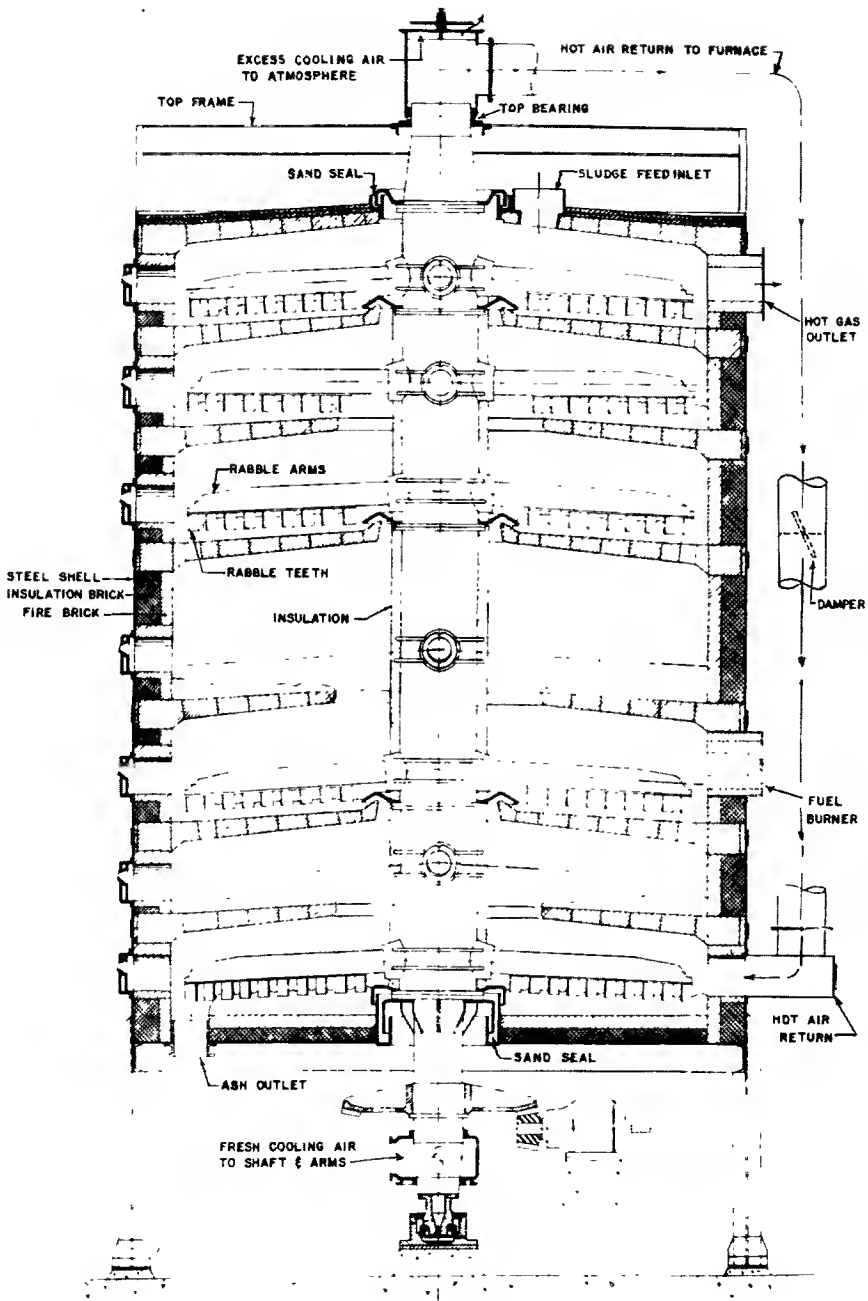 EXCESS COOLING AIR
TO ATMOSPHERE
HOT AIR RETURN TO FURNACE
TOP FRAME
TOP BEARING
SAND SEAL
SLUDGE FEED INLET
HOT GAS
OUTLET
RABBLE ARMS
RABBLE TEETH
STEEL SHELL
INSULATION BRICK
FIRE BRICK
INSULATION
DAMPER
FUEL
BURNER
HOT AIR
RETURN
SAND SEAL
ASH OUTLET
FRESH COOLING AIR
TO SHAFT & ARMS